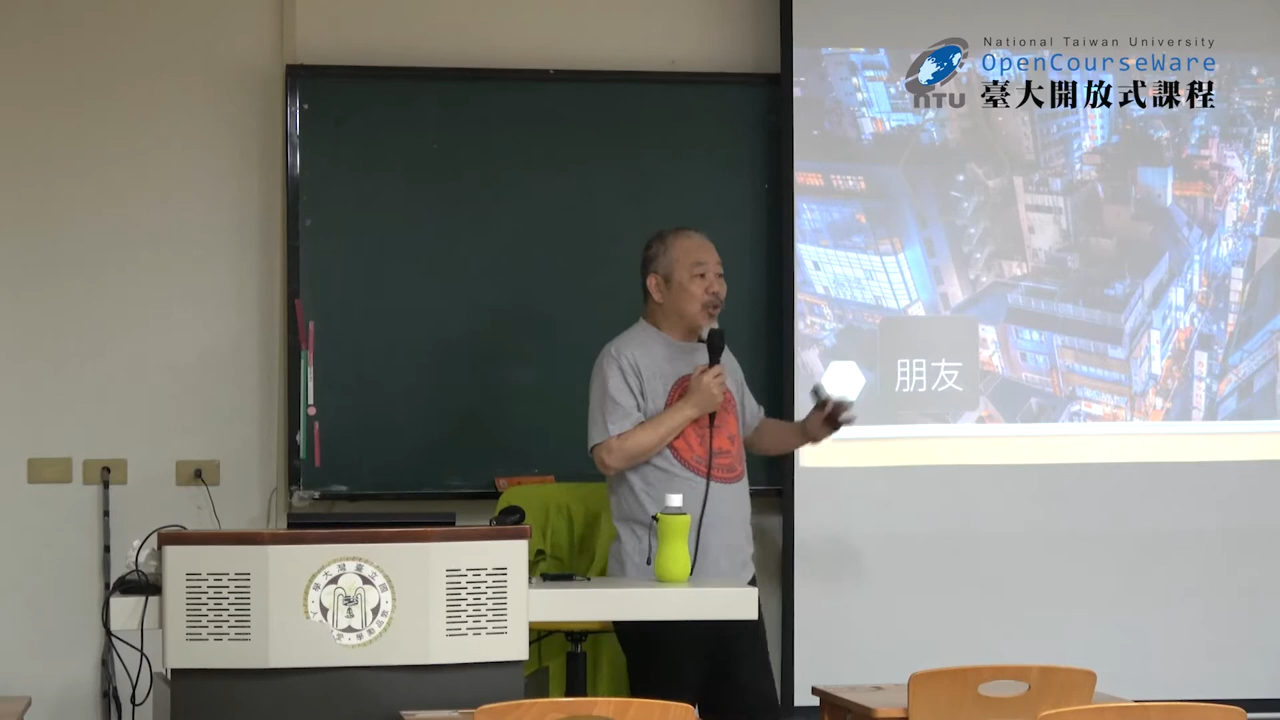 National Taiwan University
OpenCourseWare
NTU
臺大開放式課程
朋友